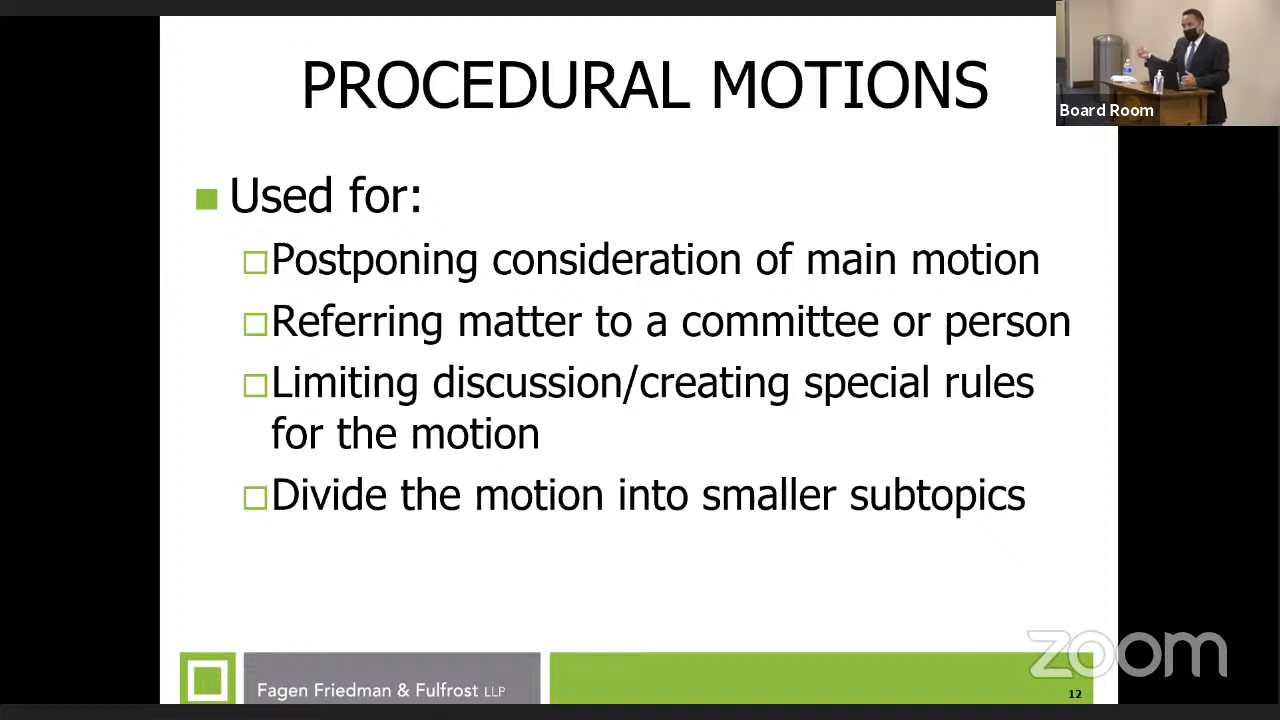 PROCEDURAL MOTIONS
Board Room
Used for:
Postponing consideration of main motion
Referring matter to a committee or person
Limiting discussion/creating special rules
for the motion
Divide the motion into smaller subtopics
zoom
Fagen Friedman & Fulfrost LLP
12